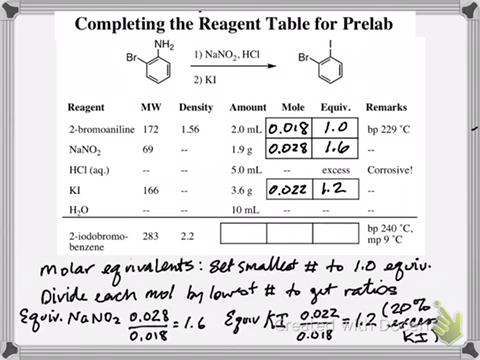 Completing the Reagent Table for Prelab
NH₂
Br
1) NaNO₂, HCl
2) KI
I
Br
Reagent MW Density Amount Mole Equiv. Remarks
2-bromoaniline 172 1.56 2.0 mL 0.018 1.0 bp 229 ˚C
NaNO₂ 69 -- 1.9 g 0.028 1.6 --
HCl (aq.) -- -- 5.0 mL -- excess Corrosive!
KI 166 -- 3.6 g 0.022 1.2 --
H₂O -- -- 10 mL -- -- --
2-iodobromo-
benzene 283 2.2 bp 240 ˚C,
mp 9 ˚C
Molar equivalents: Set smallest # to 1.0 equiv.
Divide each mol by lowest # to get ratios
Equiv. NaNO₂ 0.028/0.018 = 1.6 Equiv KI 0.022/0.018 = 1.2 (20% excess KI)
Created with